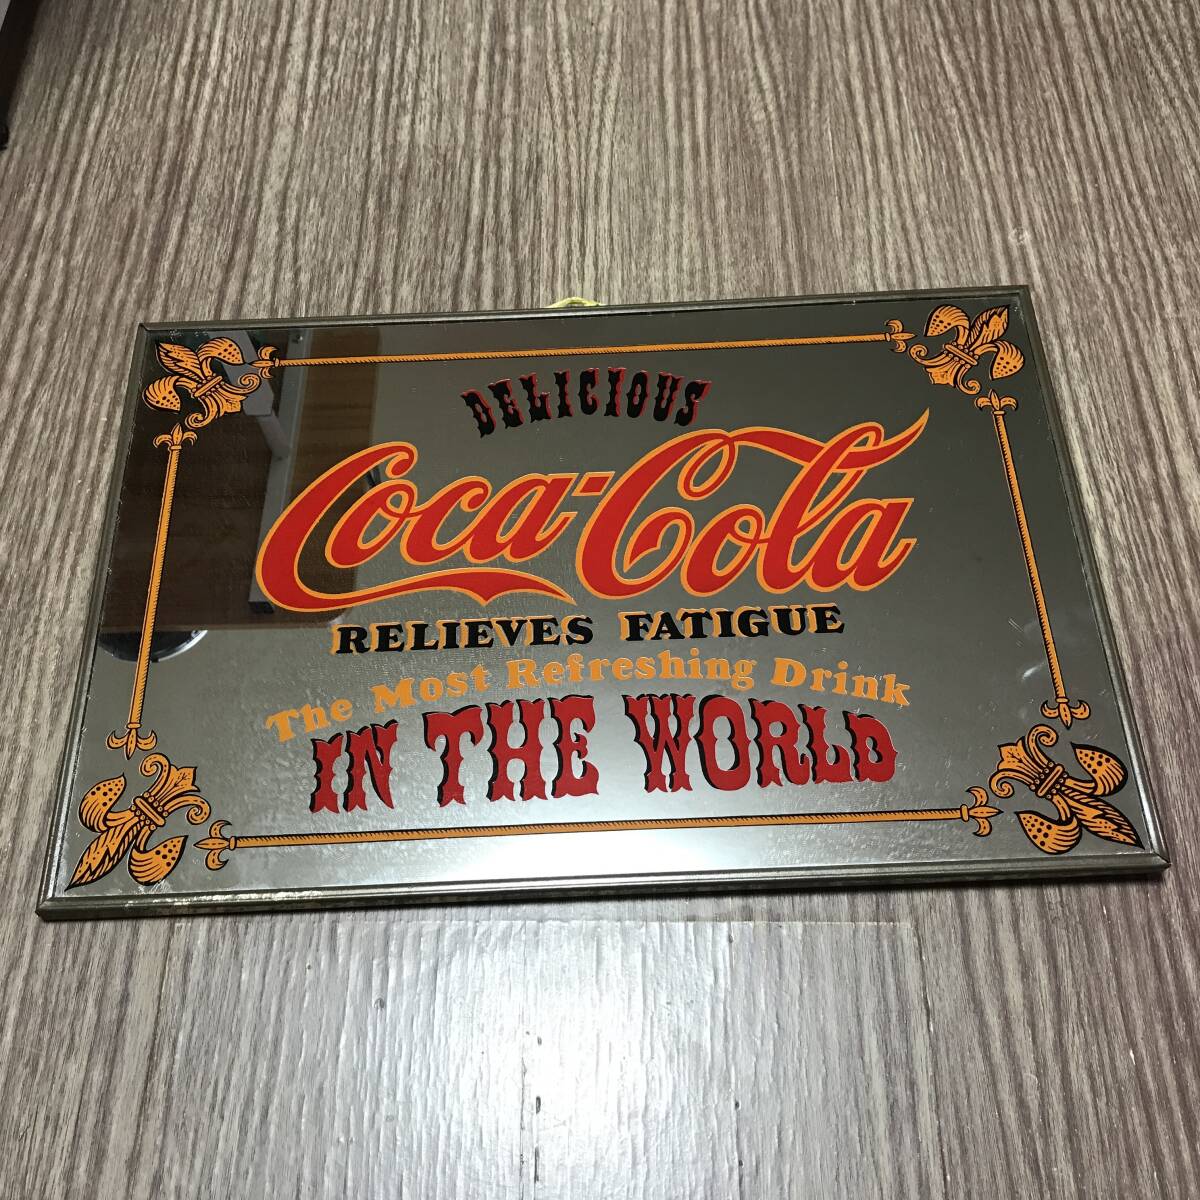 DELICIOUS
Coca-Cola
RELIEVES FATIGUE
The Most Refreshing Drink
IN THE WORLD